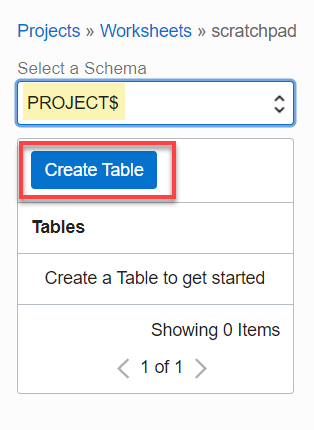 Projects » Worksheets » scratchpad
Select a Schema
PROJECT$
Create Table
Tables
Create a Table to get started
Showing 0 Items
1 of 1